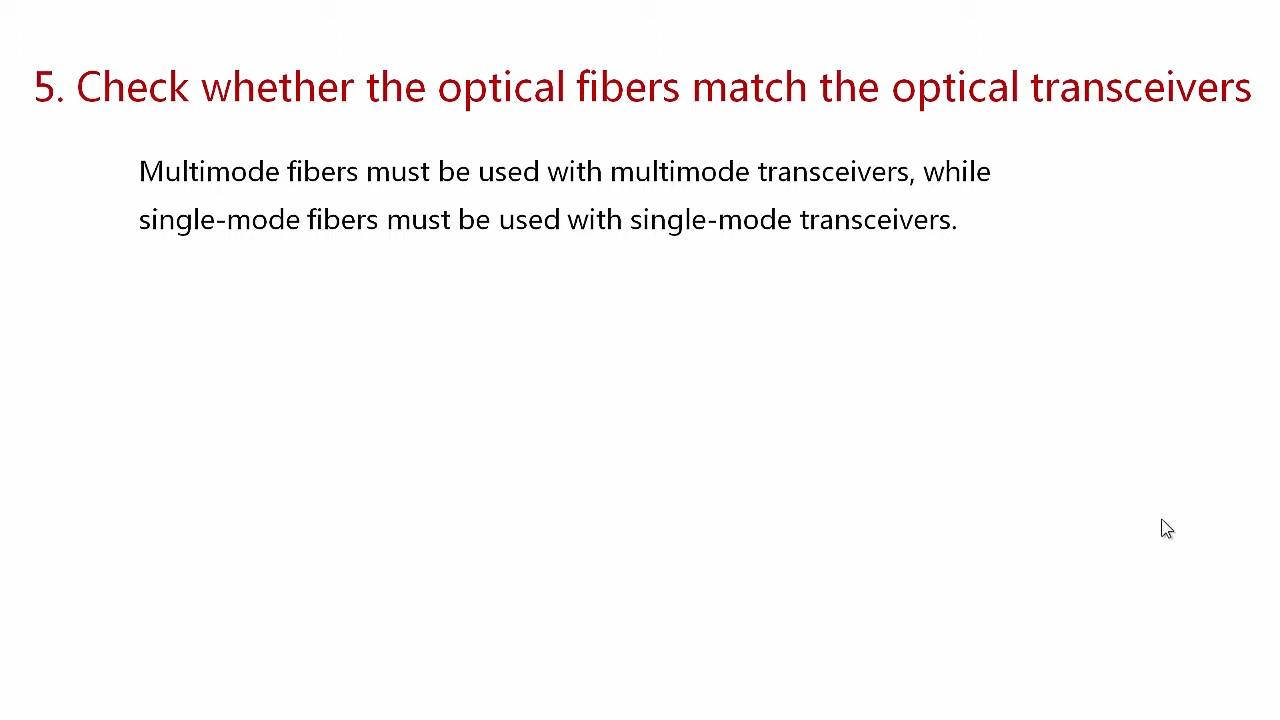 5. Check whether the optical fibers match the optical transceivers
Multimode fibers must be used with multimode transceivers, while
single-mode fibers must be used with single-mode transceivers.